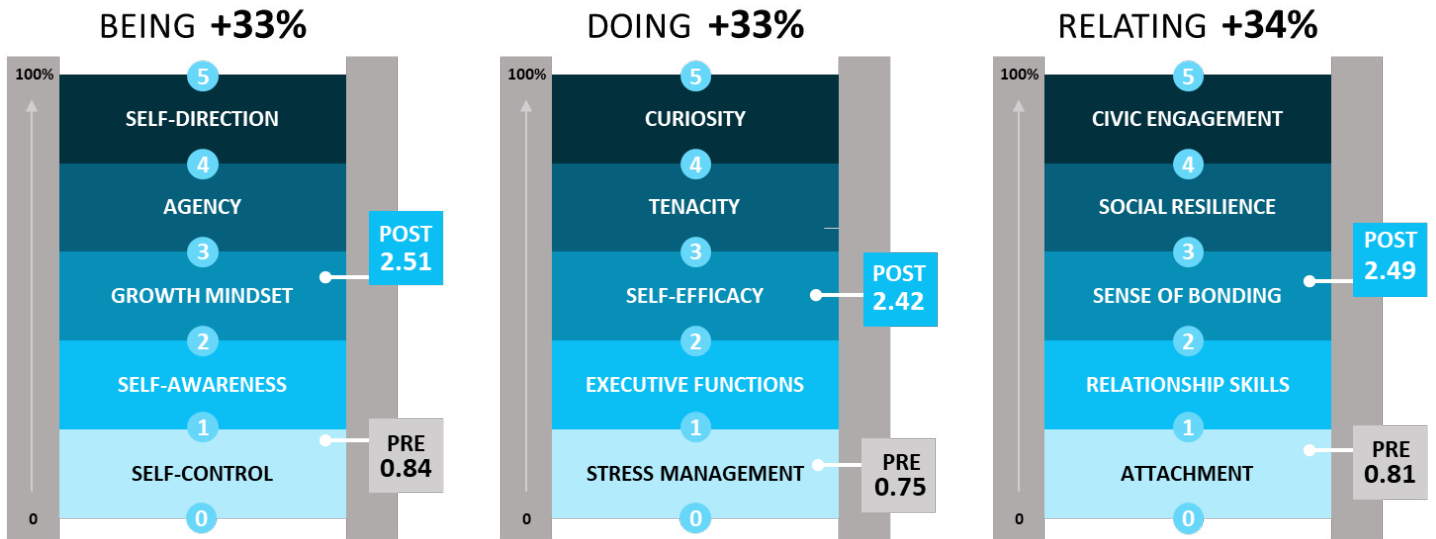 BEING +33%
100%
5
SELF-DIRECTION
4
AGENCY
3
POST
2.51
GROWTH MINDSET
2
SELF-AWARENESS
1
PRE
0.84
SELF-CONTROL
0
0
DOING +33%
100%
5
CURIOSITY
4
TENACITY
3
POST
2.42
SELF-EFFICACY
2
EXECUTIVE FUNCTIONS
1
PRE
0.75
STRESS MANAGEMENT
0
0
RELATING +34%
100%
5
CIVIC ENGAGEMENT
4
SOCIAL RESILIENCE
3
POST
2.49
SENSE OF BONDING
2
RELATIONSHIP SKILLS
1
PRE
0.81
ATTACHMENT
0
0